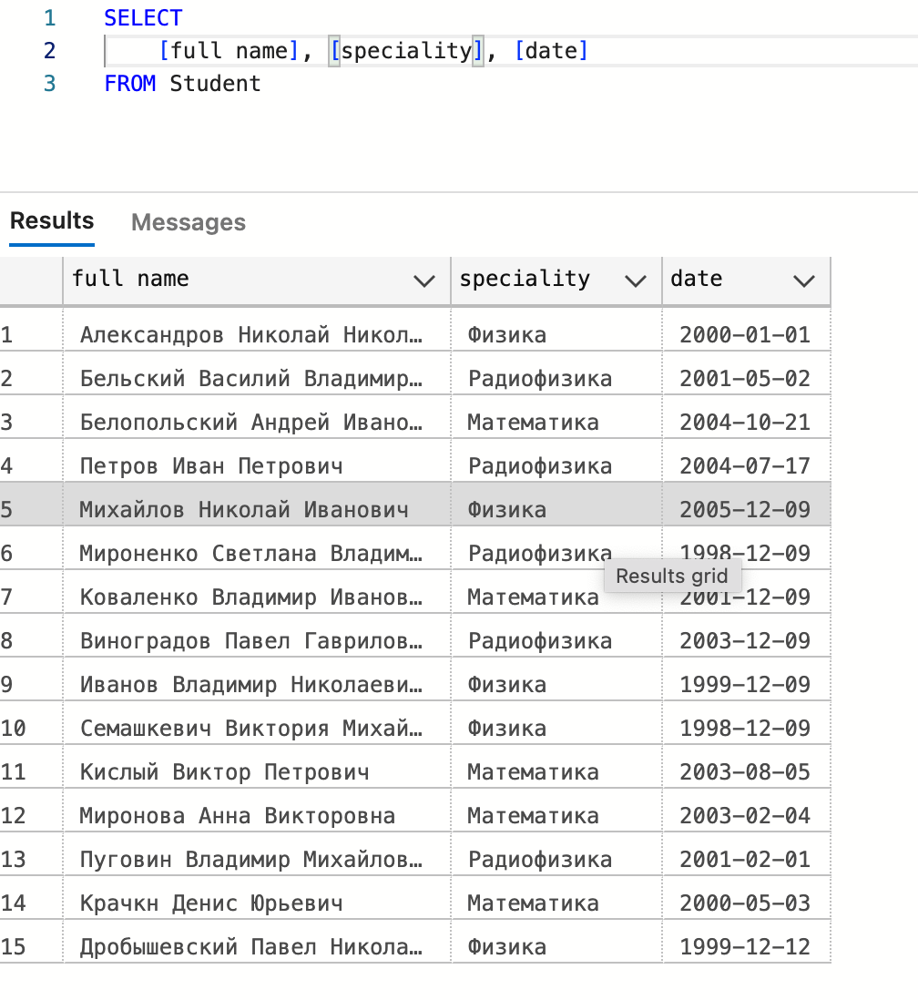 1 SELECT
2 [full name], [speciality], [date]
3 FROM Student
Results Messages
full name speciality date
1 Александров Николай Никол… Физика 2000-01-01
2 Бельский Василий Владимир… Радиофизика 2001-05-02
3 Белопольский Андрей Ивано… Математика 2004-10-21
4 Петров Иван Петрович Радиофизика 2004-07-17
5 Михайлов Николай Иванович Физика 2005-12-09
6 Мироненко Светлана Владим… Радиофизика 1998-12-09
Results grid
7 Коваленко Владимир Иванов… Математика 2001-12-09
8 Виноградов Павел Гаврилов… Радиофизика 2003-12-09
9 Иванов Владимир Николаеви… Физика 1999-12-09
10 Семашкевич Виктория Михай… Физика 1998-12-09
11 Кислый Виктор Петрович Математика 2003-08-05
12 Миронова Анна Викторовна Математика 2003-02-04
13 Пуговин Владимир Михайлов… Радиофизика 2001-02-01
14 Крачкн Денис Юрьевич Математика 2000-05-03
15 Дробышевский Павел Никола… Физика 1999-12-12